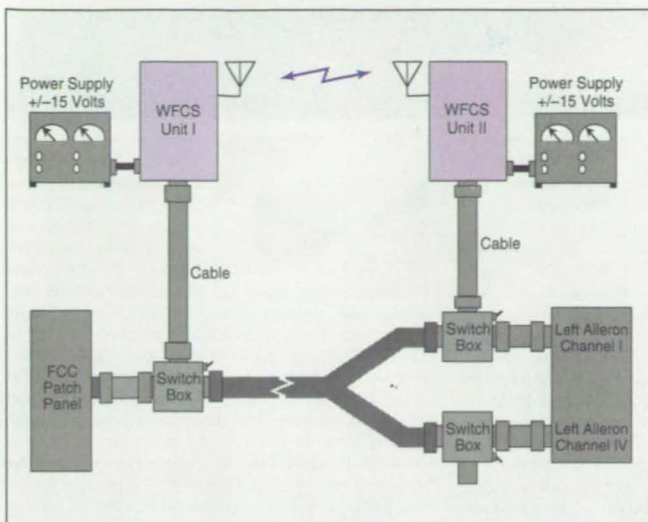 Power Supply
+/–15 Volts
WFCS
Unit I
WFCS
Unit II
Power Supply
+/–15 Volts
Cable
Cable
FCC
Patch
Panel
Switch
Box
Switch
Box
Left Aileron
Channel I
Switch
Box
Left Aileron
Channel IV